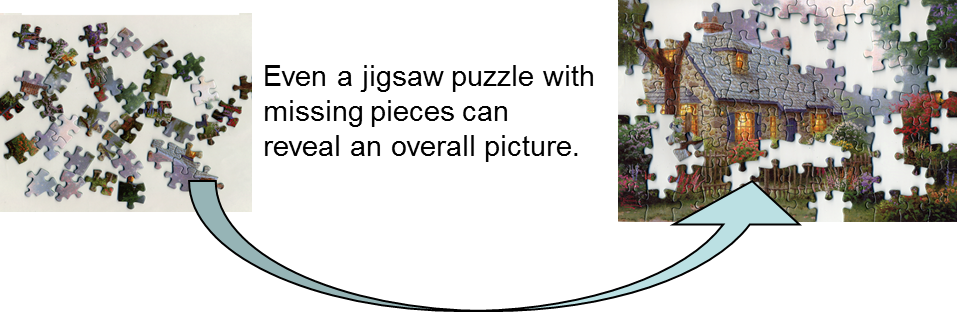 Even a jigsaw puzzle with
missing pieces can
reveal an overall picture.